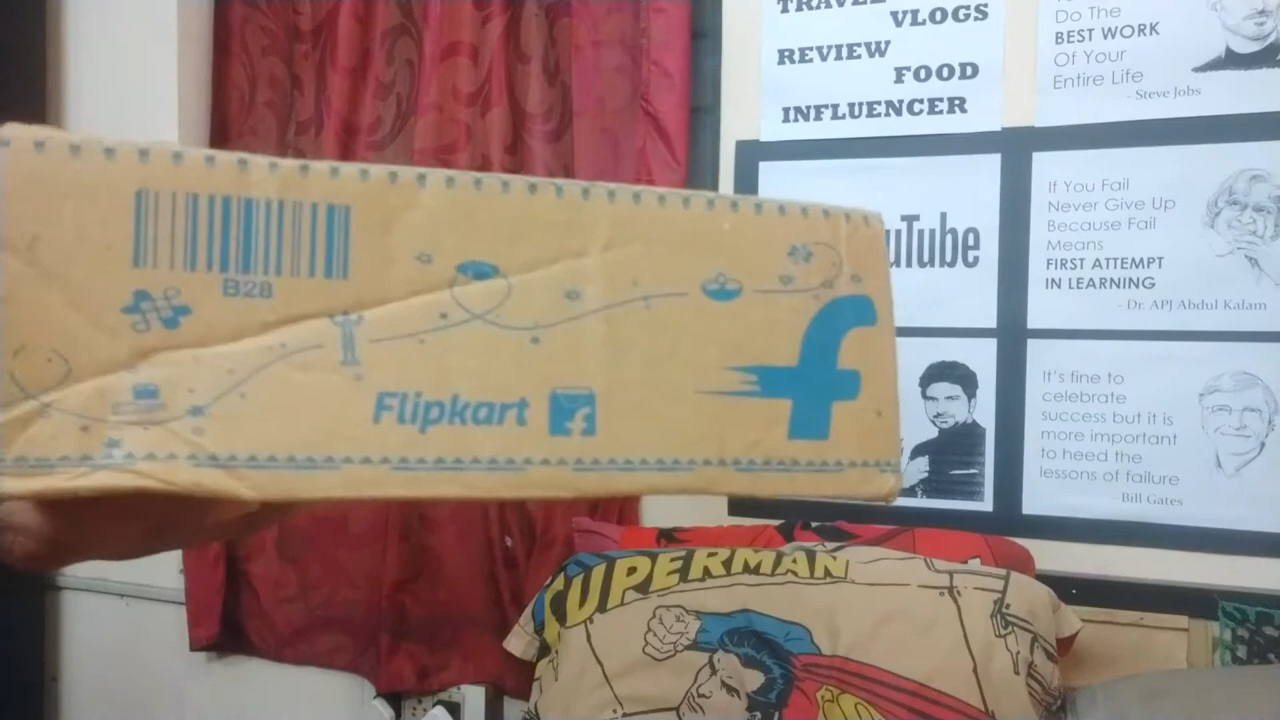 TRAVEL
VLOGS
REVIEW
FOOD
INFLUENCER
Do The
BEST WORK
Of Your
Entire Life
- Steve Jobs
uTube
If You Fail
Never Give Up
Because Fail
Means
FIRST ATTEMPT
IN LEARNING
- Dr. APJ Abdul Kalam
It's fine to
celebrate
success but it is
more important
to heed the
lessons of failure
-Bill Gates
B28
Flipkart f
f
SUPERMAN